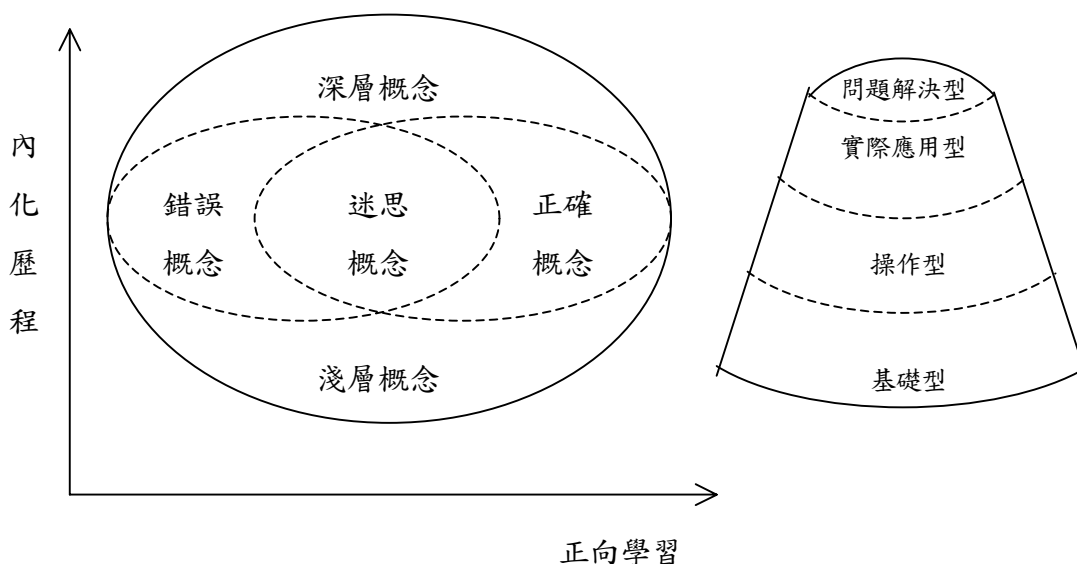 內
化
歷
程
深層概念
錯誤
概念
迷思
概念
正確
概念
淺層概念
正向學習
問題解決型
實際應用型
操作型
基礎型